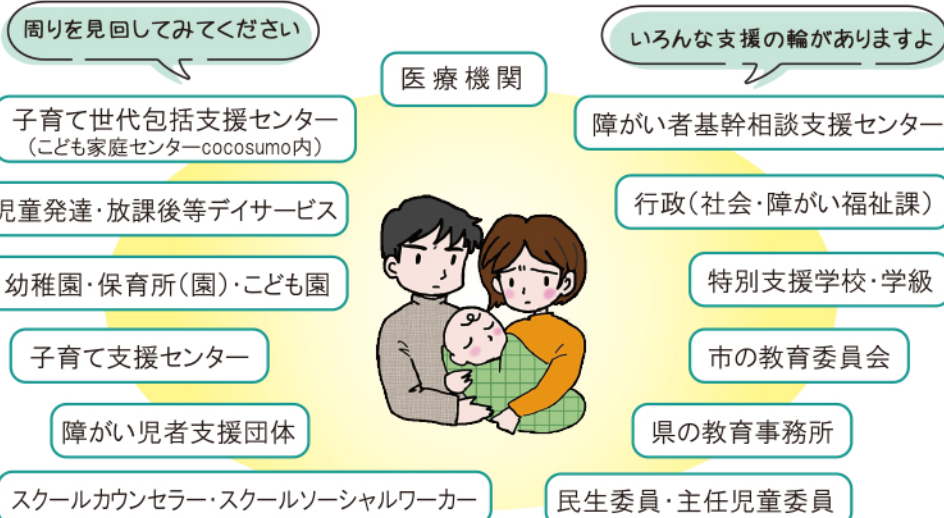 周りを見回してみてください
いろんな支援の輪がありますよ
医療機関
子育て世代包括支援センター
（こども家庭センターcocosumo内）
児童発達・放課後等デイサービス
幼稚園・保育所（園）・こども園
子育て支援センター
障がい児者支援団体
スクールカウンセラー・スクールソーシャルワーカー
障がい者基幹相談支援センター
行政（社会・障がい福祉課）
特別支援学校・学級
市の教育委員会
県の教育事務所
民生委員・主任児童委員